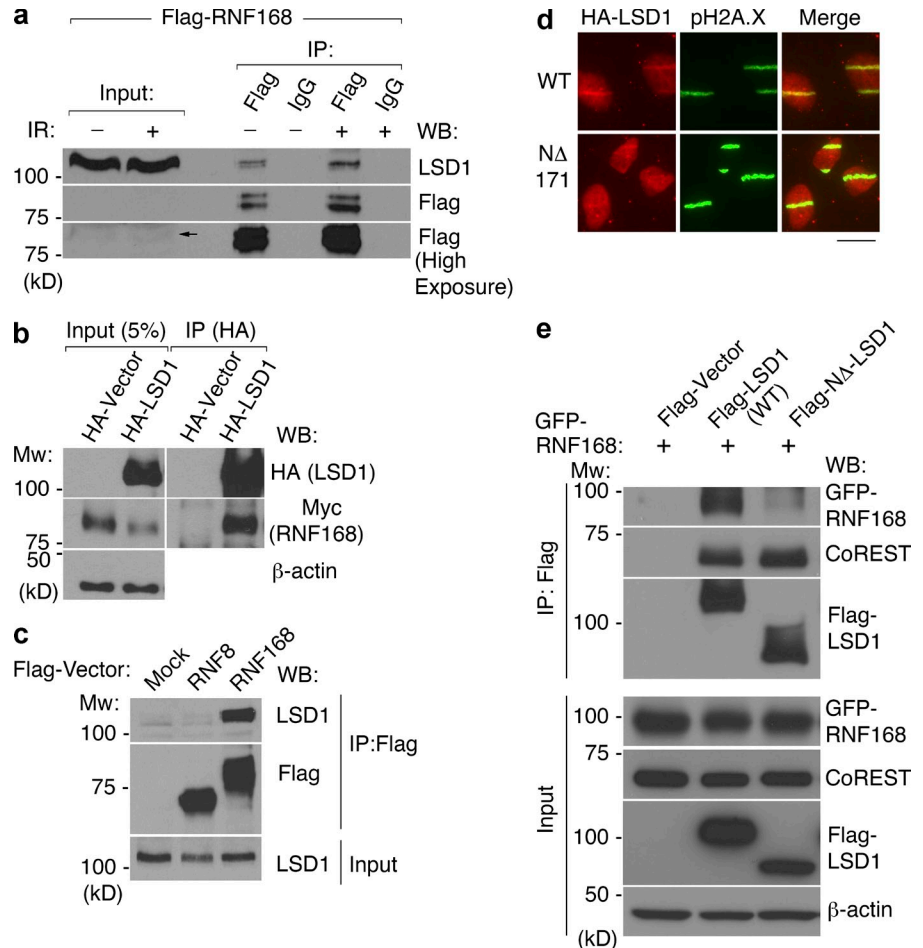 a
Flag-RNF168
IP:
Input:
Flag
IgG
Flag
IgG
IR: – + – – + + WB:
100 - LSD1
75 - Flag
75 - Flag
(kD) (High
Exposure)
b
Input (5%) IP (HA)
HA-Vector
HA-LSD1
HA-Vector
HA-LSD1
WB:
Mw:
100 - HA (LSD1)
Myc
75 - (RNF168)
50 -
(kD) β-actin
c
Flag-Vector: Mock RNF8 RNF168 WB:
Mw:
100 - LSD1
IP:Flag
75 - Flag
100 - LSD1 Input
(kD)
d
HA-LSD1 pH2A.X Merge
WT
NΔ
171
e
Flag-Vector
Flag-LSD1
(WT)
Flag-NΔ-LSD1
GFP-
RNF168: + + +
Mw: WB:
100 - GFP-
RNF168
75 -
CoREST
IP: Flag
100 - Flag-
LSD1
100 - GFP-
RNF168
75 -
CoREST
Input
100 - Flag-
LSD1
50 -
β-actin
(kD)